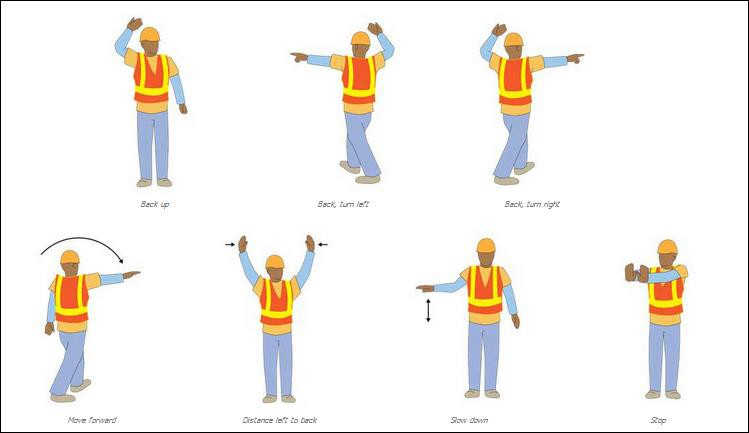 Back up
Back, turn left
Back, turn right
Move forward
Distance left to back
Slow down
Stop